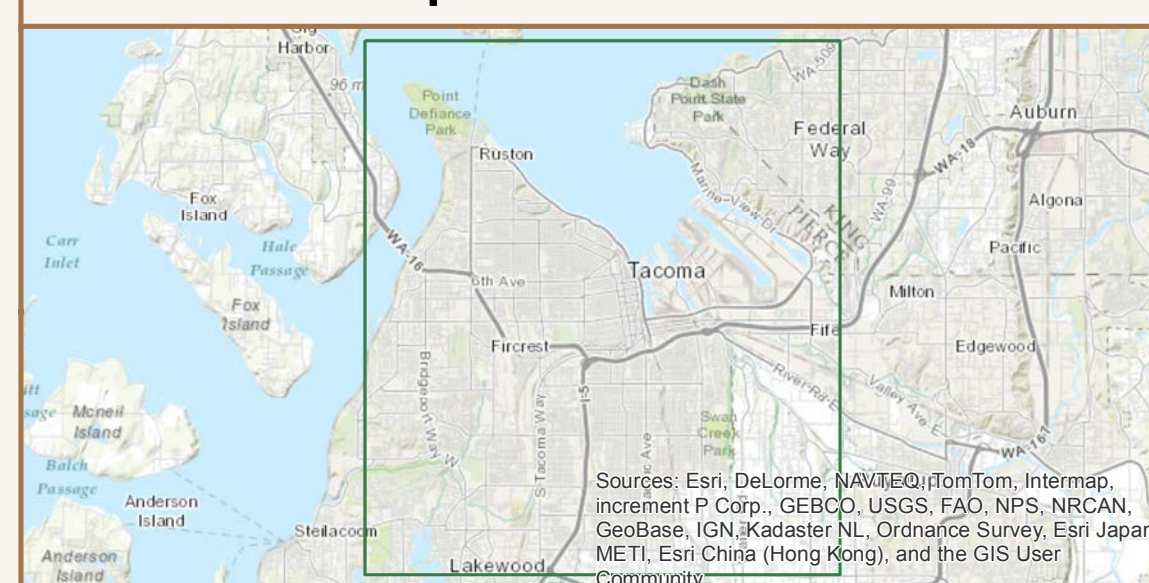 Gig
Harbor
96 m
WA-509
Dash
Point State
Park
Point
Defiance
Park
Auburn
Federal
Way
WA-18
Ruston
Fox
Island
Marine-View-Dr
WA-99
Algona
KING
PIERCE
Carr
Inlet
Hale
Passage
WA-16
Pacific
Tacoma
6th Ave
Milton
Fox
Island
Fife
Fircrest
Edgewood
Bridgeport Way W
River-Rd-E
Valley Ave E
I-5
S-Tacoma Way
Mcneil
Island
Swan
Creek
Park
WA-167
Balch
Passage
Anderson
Island
Sources: Esri, DeLorme, NAVTEQ, TomTom, Intermap,
increment P Corp., GEBCO, USGS, FAO, NPS, NRCAN,
GeoBase, IGN, Kadaster NL, Ordnance Survey, Esri Japan,
METI, Esri China (Hong Kong), and the GIS User
Community
Steilacoom
Anderson
Island
Lakewood